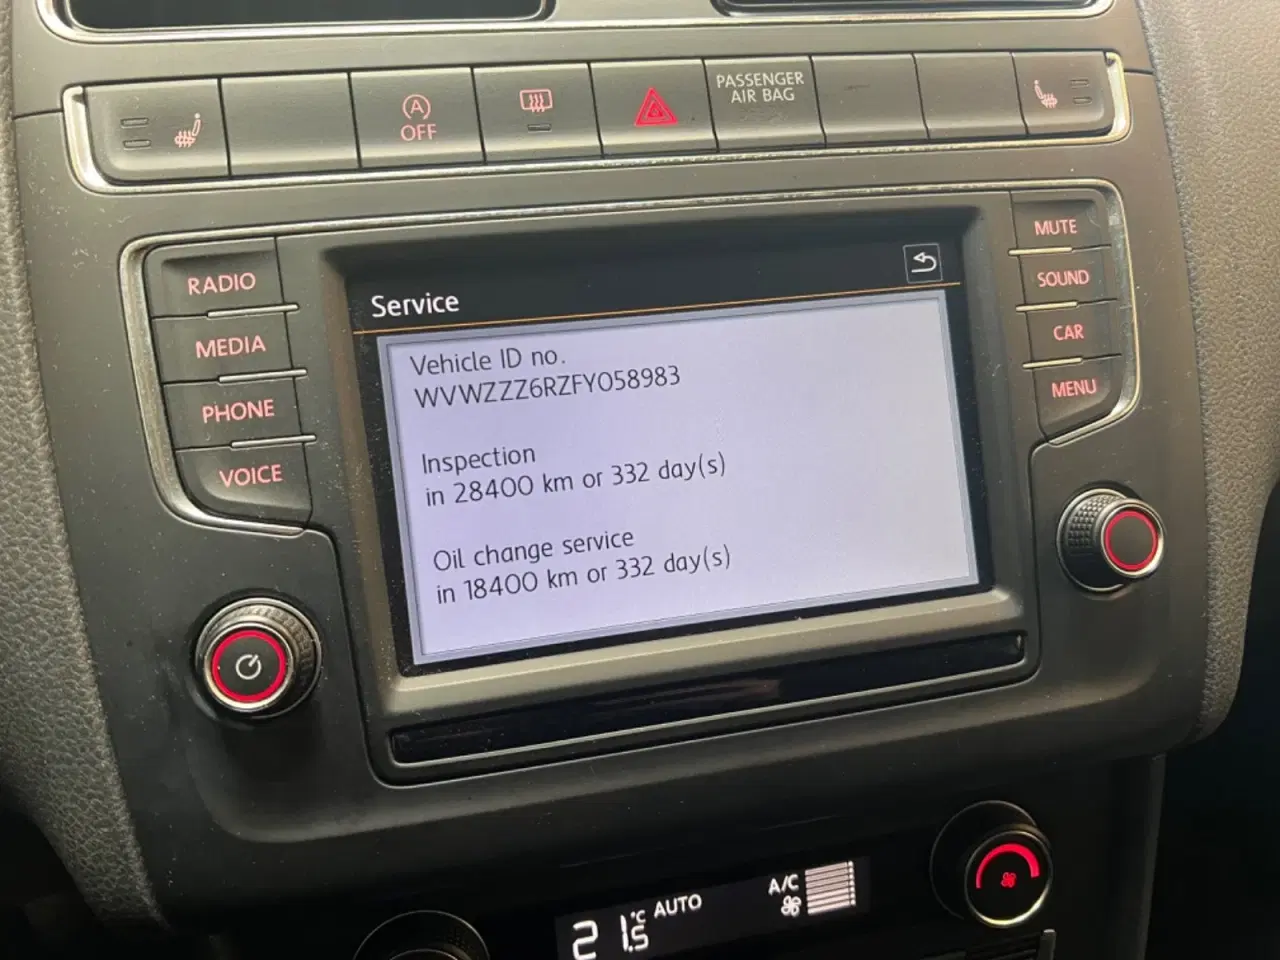 A
OFF
PASSENGER
AIR BAG
RADIO
MEDIA
PHONE
VOICE
Service
Vehicle ID no.
WVWZZZ6RZFY058983
Inspection
in 28400 km or 332 day(s)
Oil change service
in 18400 km or 332 day(s)
MUTE
SOUND
CAR
MENU
21.5 °C AUTO
A/C